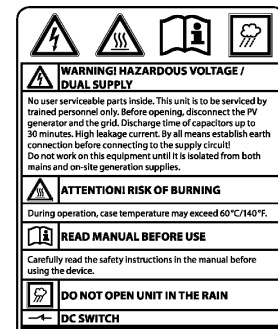 WARNING! HAZARDOUS VOLTAGE /
DUAL SUPPLY
No user serviceable parts inside. This unit is to be serviced by
trained personnel only. Before opening, disconnect the PV
generator and the grid. Discharge time of capacitors up to
30 minutes. High leakage current. By all means establish earth
connection before connecting to the supply circuit!
Do not work on this equipment until it is isolated from both
mains and on-site generation supplies.
ATTENTION! RISK OF BURNING
During operation, case temperature may exceed 60°C/140°F.
READ MANUAL BEFORE USE
Carefully read the safety instructions in the manual before
using the device.
DO NOT OPEN UNIT IN THE RAIN
DC SWITCH